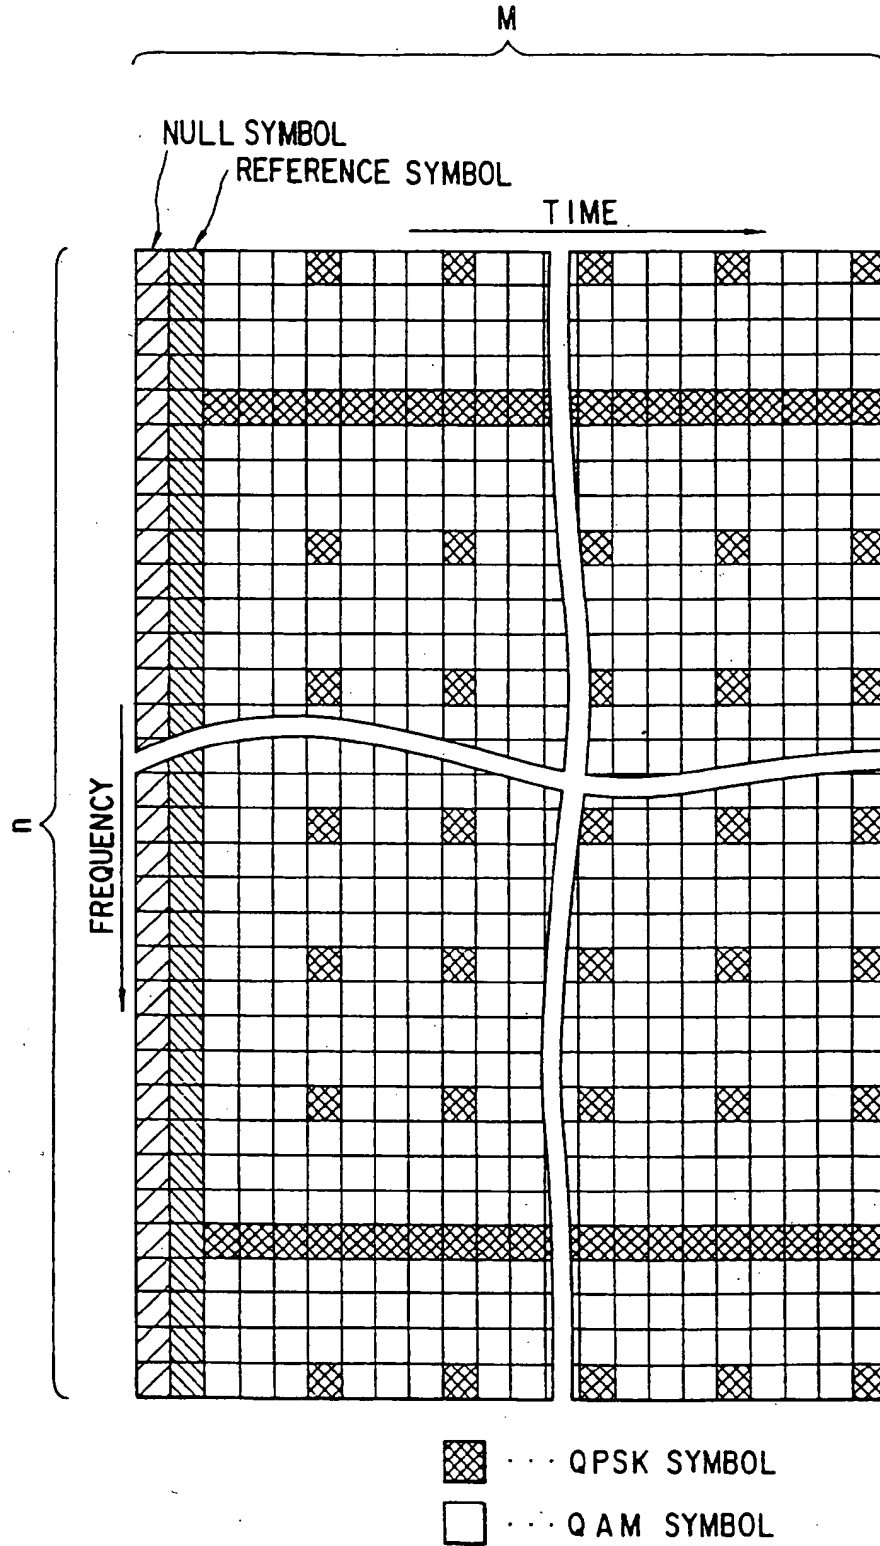 M
NULL SYMBOL
REFERENCE SYMBOL
TIME
n
FREQUENCY
··· QPSK SYMBOL
··· QAM SYMBOL